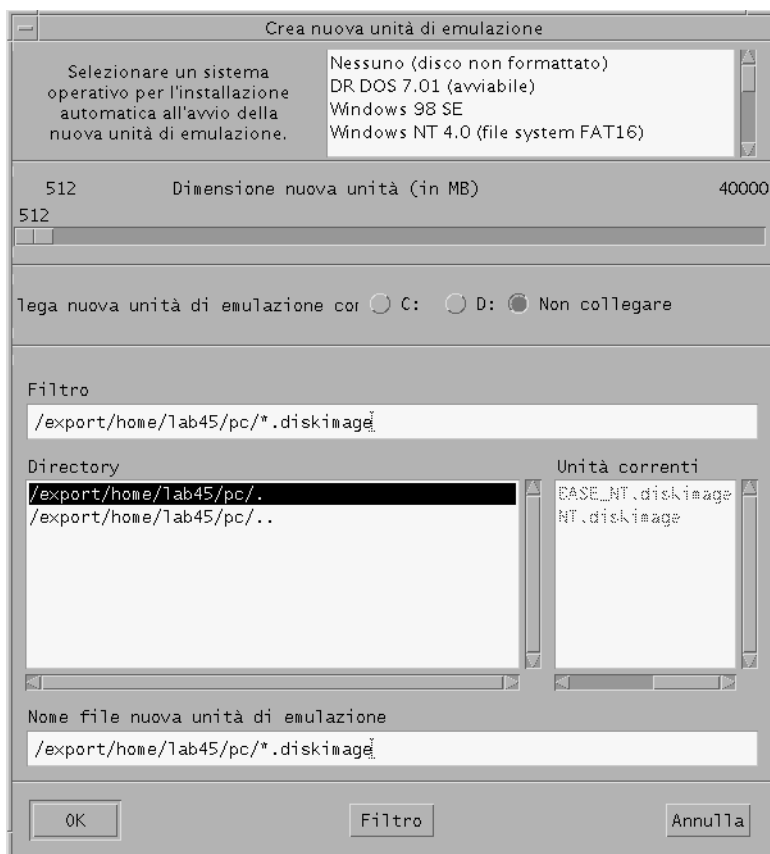 Crea nuova unità di emulazione
Selezionare un sistema
operativo per l'installazione
automatica all'avvio della
nuova unità di emulazione.
Nessuno (disco non formattato)
DR DOS 7.01 (avviabile)
Windows 98 SE
Windows NT 4.0 (file system FAT16)
512 Dimensione nuova unità (in MB) 40000
512
lega nuova unità di emulazione cor C: D: Non collegare
Filtro
/export/home/lab45/pc/*.diskimage
Directory
/export/home/lab45/pc/.
/export/home/lab45/pc/..
Unità correnti
BASE_NT.diskimage
NT.diskimage
Nome file nuova unità di emulazione
/export/home/lab45/pc/*.diskimage
OK Filtro Annulla